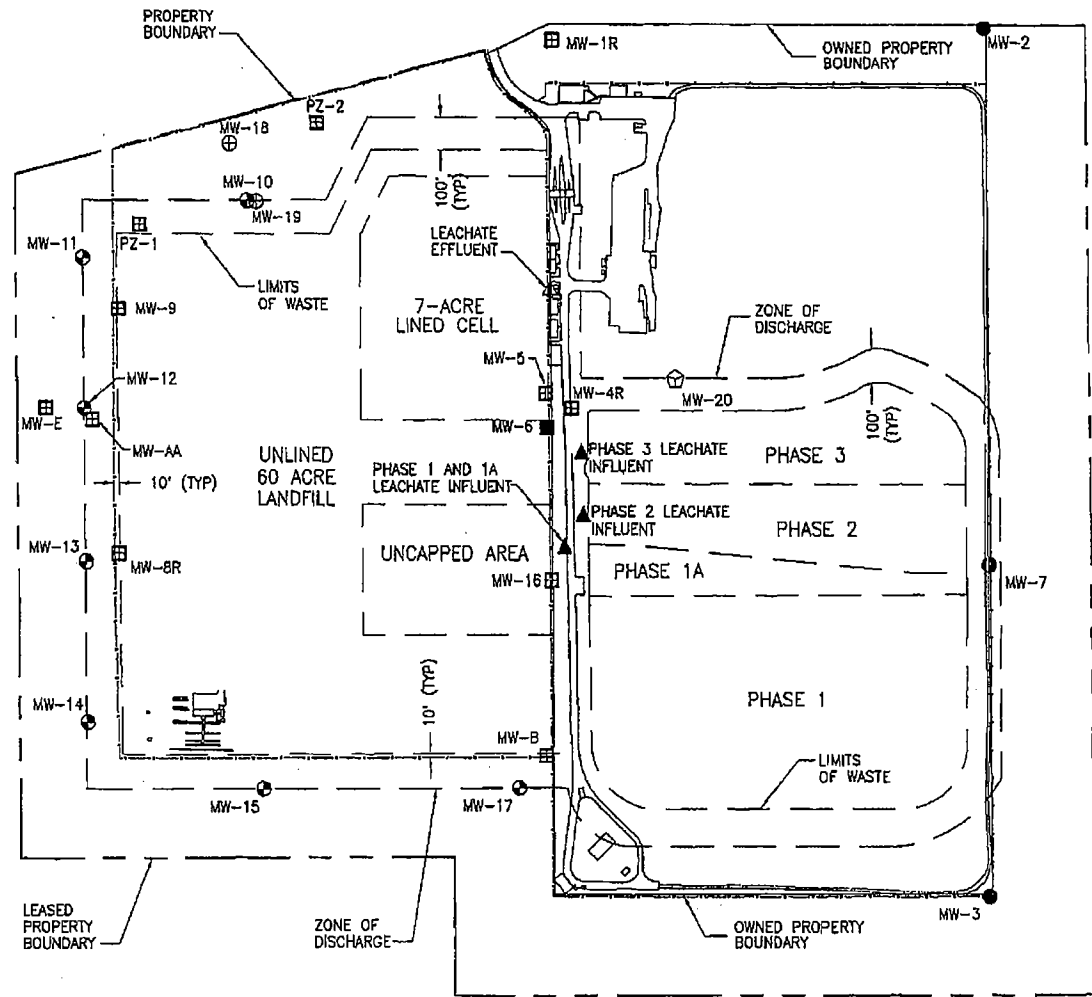 PROPERTY
BOUNDARY
MW-1R
OWNED PROPERTY
BOUNDARY
MW-2
PZ-2
MW-18
100'
(TYP)
MW-10
MW-19
PZ-1
MW-11
LEACHATE
EFFLUENT
LIMITS
OF WASTE
7-ACRE
LINED CELL
ZONE OF
DISCHARGE
MW-9
MW-5
MW-12
MW-4R
MW-20
100'
(TYP)
MW-E
MW-6
MW-AA
UNLINED
60 ACRE
LANDFILL
PHASE 3 LEACHATE
INFLUENT
PHASE 3
PHASE 1 AND 1A
LEACHATE INFLUENT
10' (TYP)
PHASE 2 LEACHATE
INFLUENT
PHASE 2
MW-13
UNCAPPED AREA
MW-8R
PHASE 1A
MW-16
MW-7
10' (TYP)
PHASE 1
MW-14
MW-B
LIMITS
OF WASTE
MW-15
MW-17
LEASED
PROPERTY
BOUNDARY
ZONE OF
DISCHARGE
OWNED PROPERTY
BOUNDARY
MW-3